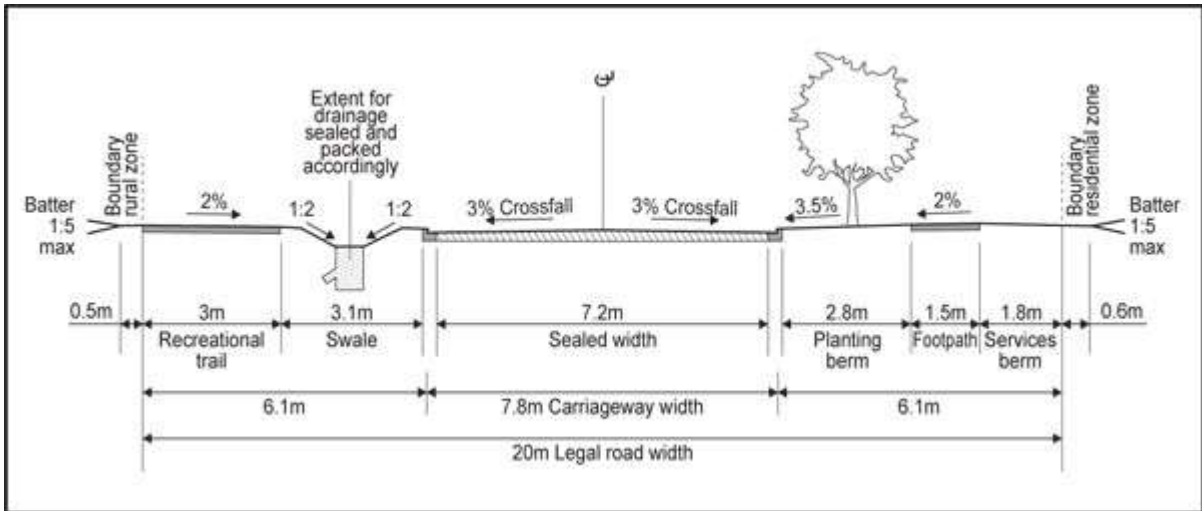 Extent for
drainage
sealed and
packed
accordingly
Boundary
rural zone
Boundary
residential zone
Batter
1:5
max
2%
1:2
1:2
3% Crossfall
3% Crossfall
3.5%
2%
Batter
1:5
max
0.5m
3m
3.1m
7.2m
2.8m
1.5m
1.8m
0.6m
Recreational
trail
Swale
Sealed width
Planting
berm
Footpath
Services
berm
6.1m
7.8m Carriageway width
6.1m
20m Legal road width